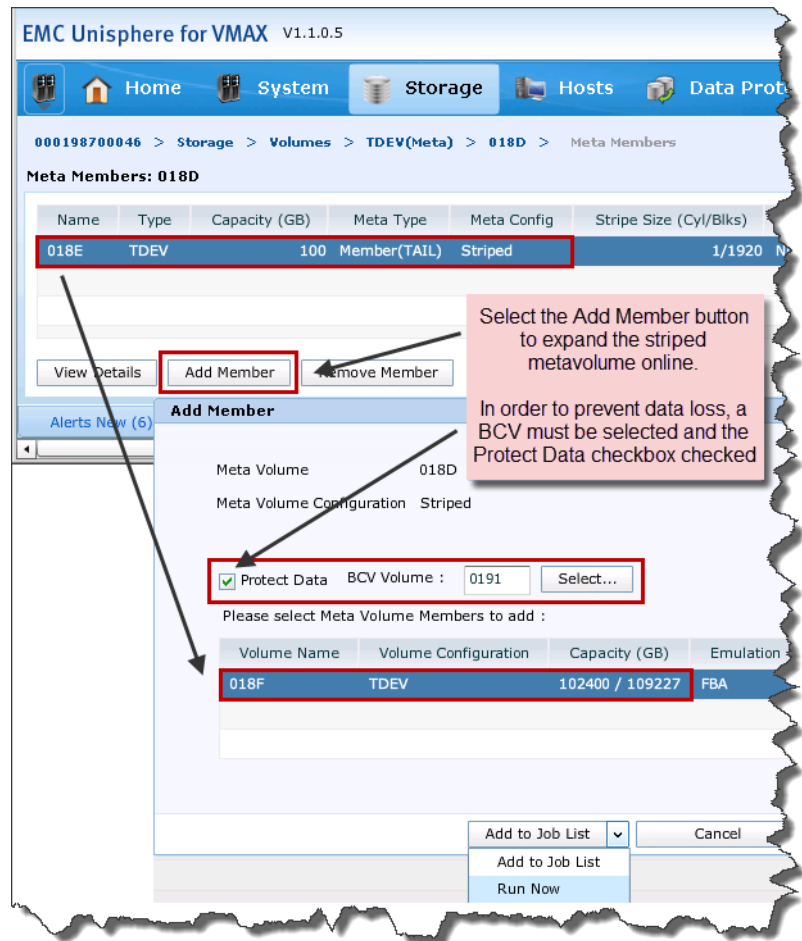 EMC Unisphere for VMAX V1.1.0.5
Home System Storage Hosts Data Prot
000198700046 > Storage > Volumes > TDEV(Meta) > 018D > Meta Members
Meta Members: 018D
Name Type Capacity (GB) Meta Type Meta Config Stripe Size (Cyl/Blks)
018E TDEV 100 Member(TAIL) Striped 1/1920 N
Select the Add Member button
to expand the striped
metavolume online.
In order to prevent data loss, a
BCV must be selected and the
Protect Data checkbox checked
View Details Add Member Remove Member
Alerts New (6)
Add Member
Meta Volume 018D
Meta Volume Configuration Striped
Protect Data BCV Volume : 0191 Select...
Please select Meta Volume Members to add :
Volume Name Volume Configuration Capacity (GB) Emulation
018F TDEV 102400 / 109227 FBA
Add to Job List Cancel
Add to Job List
Run Now